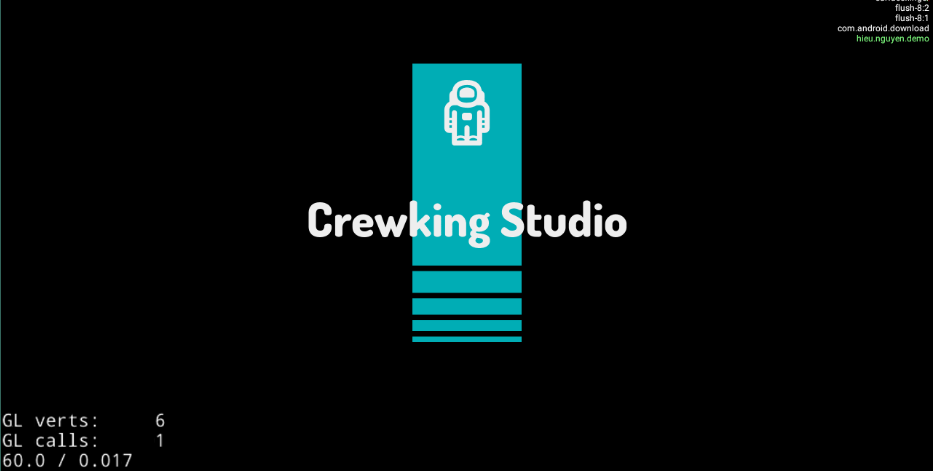 flush-8:2
flush-8:1
com.android.download
hieu.nguyen.demo
Crewking Studio
GL verts: 6
GL calls: 1
60.0 / 0.017